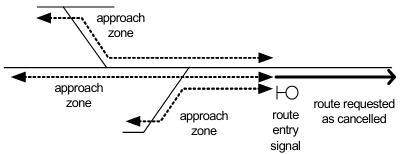 approach
zone
approach
zone
approach
zone
route
entry
signal
route requested
as cancelled